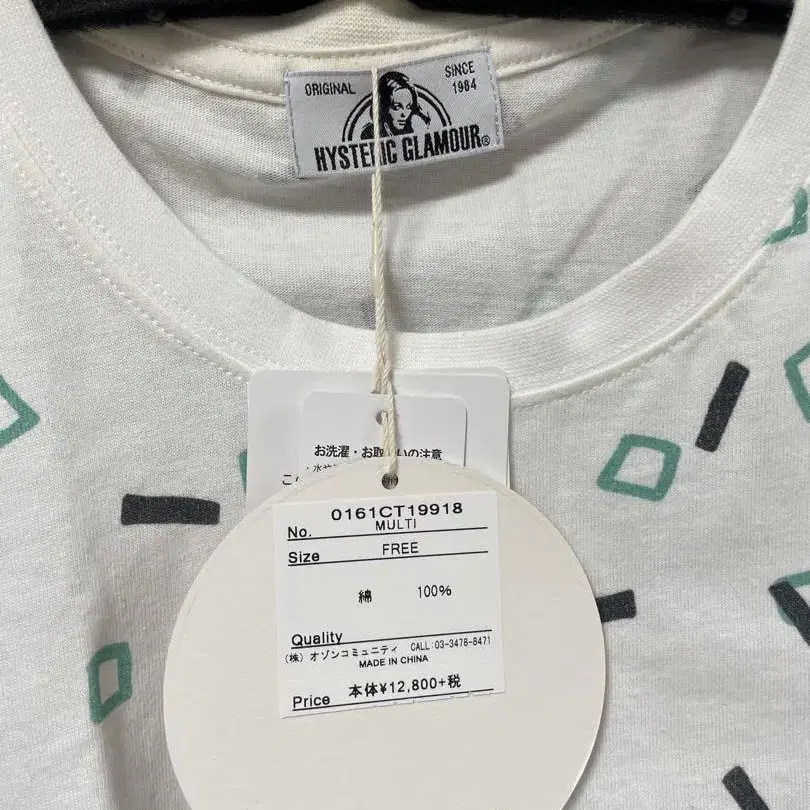 ORIGINAL
SINCE
1984
HYSTERIC GLAMOUR®
お洗濯・お取扱いの注意
No. 0161CT19918
MULTI
Size FREE
綿 100%
Quality
(株) オゾンコミュニティ CALL:03-3478-8471
MADE IN CHINA
Price 本体¥12,800+税